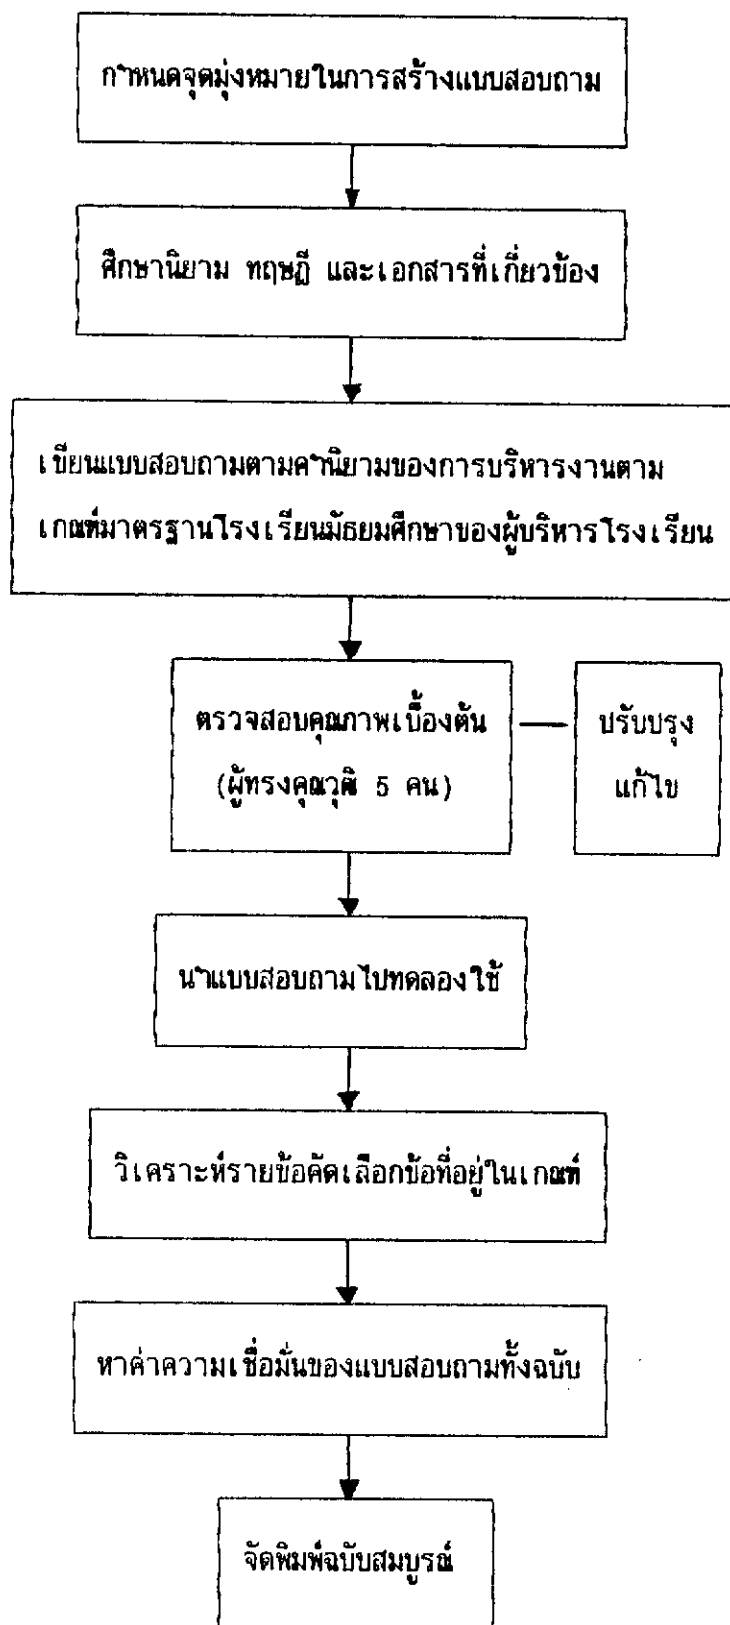 กำหนดจุดมุ่งหมายในการสร้างแบบสอบถาม
ศึกษานิยาม ทฤษฎี และเอกสารที่เกี่ยวข้อง
เขียนแบบสอบถามตามคำนิยามของการบริหารงานตาม
เกณฑ์มาตรฐานโรงเรียนมัธยมศึกษาของผู้บริหารโรงเรียน
ตรวจสอบคุณภาพเบื้องต้น
(ผู้ทรงคุณวุฒิ 5 คน)
ปรับปรุง
แก้ไข
นำแบบสอบถามไปทดลองใช้
วิเคราะห์รายข้อคัดเลือกข้อที่อยู่ในเกณฑ์
หาค่าความเชื่อมั่นของแบบสอบถามทั้งฉบับ
จัดพิมพ์ฉบับสมบูรณ์